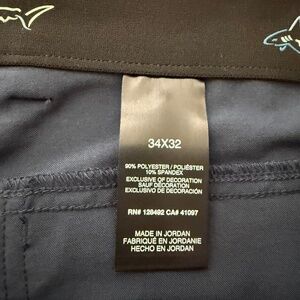 34X32
90% POLYESTER / POLIÉSTER
10% SPANDEX
EXCLUSIVE OF DECORATION
SAUF DECORATION
EXCLUSIVO DE DECORACIÓN
RN# 128492 CA# 41097
MADE IN JORDAN
FABRIQUÉ EN JORDANIE
HECHO EN JORDAN